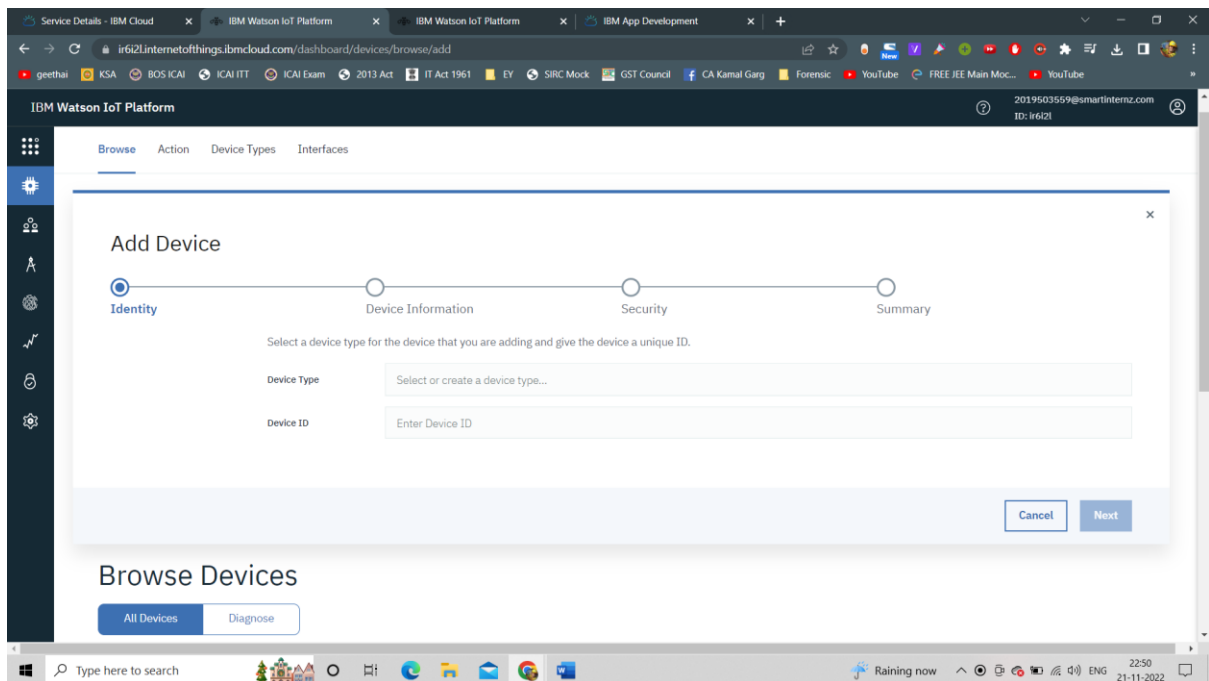 Service Details - IBM Cloud IBM Watson IoT Platform IBM Watson IoT Platform IBM App Development
ir6i2l.internetofthings.ibmcloud.com/dashboard/devices/browse/add New
geethai KSA BOS ICAI ICAI ITT ICAI Exam 2013 Act IT Act 1961 EY SIRC Mock GST Council CA Kamal Garg Forensic YouTube FREE JEE Main Moc... YouTube »
IBM Watson IoT Platform
2019503559@smartinternz.com
ID: ir6i2l
Browse Action Device Types Interfaces
Add Device
Identity Device Information Security Summary
Select a device type for the device that you are adding and give the device a unique ID.
Device Type Select or create a device type...
Device ID Enter Device ID
Cancel Next
Browse Devices
All Devices Diagnose
Type here to search Raining now ENG 22:50
21-11-2022